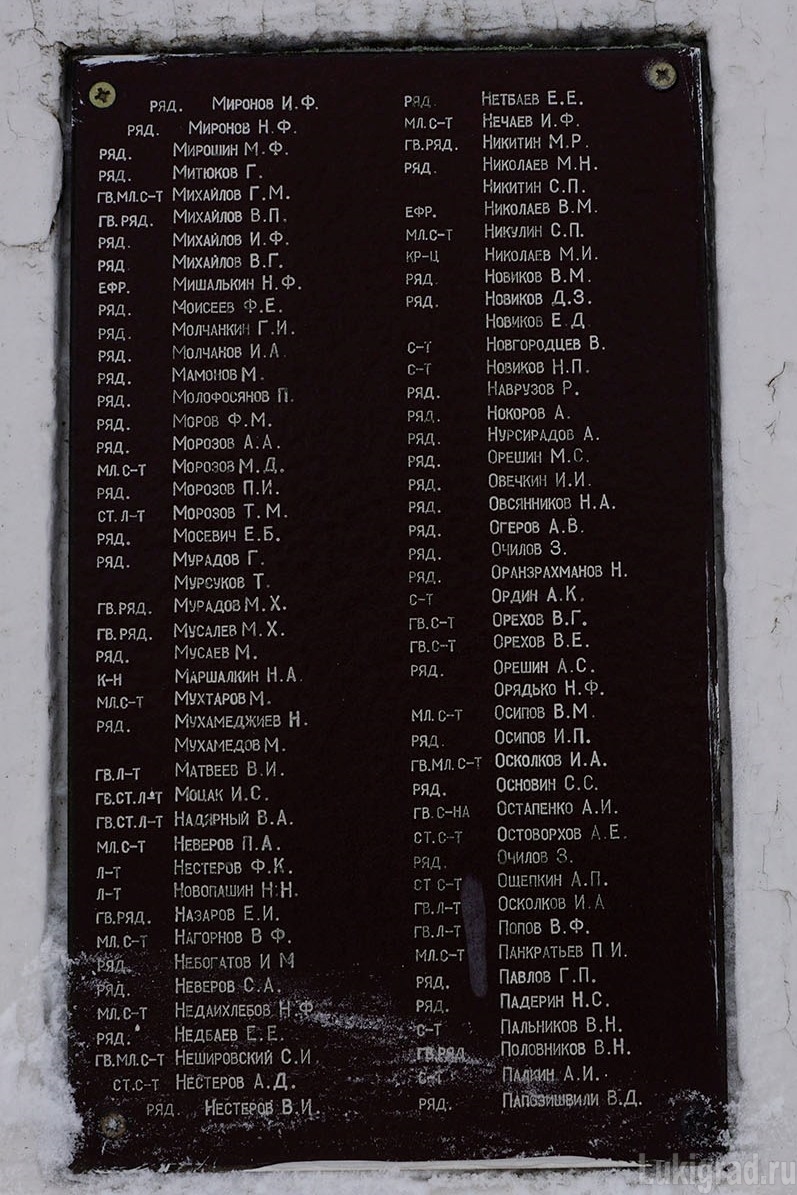 РЯД. МИРОНОВ И.Ф.
РЯД. МИРОНОВ Н.Ф.
РЯД. МИРОШИН М.Ф.
РЯД. МИТЮКОВ Г.
ГВ.МЛ.С-Т МИХАЙЛОВ Г.М.
ГВ.РЯД. МИХАЙЛОВ В.П.
РЯД. МИХАЙЛОВ И.Ф.
РЯД. МИХАЙЛОВ В.Г.
ЕФР. МИШАЛЬКИН Н.Ф.
РЯД. МОИСЕЕВ Ф.Е.
РЯД. МОЛЧАНКИН Г.И.
РЯД. МОЛЧАНОВ И.А.
РЯД. МАМОНОВ М.
РЯД. МОЛОФОСЯНОВ П.
РЯД. МОРОВ Ф.М.
РЯД. МОРОЗОВ А.А.
МЛ.С-Т МОРОЗОВ М.Д.
РЯД. МОРОЗОВ П.И.
СТ.Л-Т МОРОЗОВ Т.М.
РЯД. МОСЕВИЧ Е.Б.
РЯД. МУРАДОВ Г.
МУРСУКОВ Т.
ГВ.РЯД. МУРАДОВ М.Х.
ГВ.РЯД. МУСАЛЕВ М.Х.
РЯД. МУСАЕВ М.
К-Н МАРШАЛКИН Н.А.
МЛ.С-Т МУХТАРОВ М.
РЯД. МУХАМЕДЖИЕВ Н.
МУХАМЕДОВ М.
ГВ.Л-Т МАТВЕЕВ В.И.
ГВ.СТ.Л-Т МОЦАК И.С.
ГВ.СТ.Л-Т НАДЯРНЫЙ В.А.
МЛ.С-Т НЕВЕРОВ П.А.
Л-Т НЕСТЕРОВ Ф.К.
Л-Т НОВОПАШИН Н.Н.
ГВ.РЯД. НАЗАРОВ Е.И.
МЛ.С-Т НАГОРНОВ В.Ф.
РЯД. НЕБОГАТОВ И М
РЯД. НЕВЕРОВ С.А.
МЛ.С-Т НЕДАИХЛЕБОВ Н.Ф.
РЯД. НЕДБАЕВ Е.Е.
ГВ.МЛ.С-Т НЕШИРОВСКИЙ С.И.
СТ.С-Т НЕСТЕРОВ А.Д.
РЯД. НЕСТЕРОВ В.И.
РЯД. НЕТБАЕВ Е.Е.
МЛ.С-Т НЕЧАЕВ И.Ф.
ГВ.РЯД. НИКИТИН М.Р.
РЯД. НИКОЛАЕВ М.Н.
НИКИТИН С.П.
ЕФР. НИКОЛАЕВ В.М.
МЛ.С-Т НИКУЛИН С.П.
КР-Ц НИКОЛАЕВ М.И.
РЯД. НОВИКОВ В.М.
РЯД. НОВИКОВ Д.З.
НОВИКОВ Е.Д.
С-Т НОВГОРОДЦЕВ В.
С-Т НОВИКОВ Н.П.
РЯД. НАВРУЗОВ Р.
РЯД. НОКОРОВ А.
РЯД. НУРСИРАДОВ А.
РЯД. ОРЕШИН М.С.
РЯД. ОВЕЧКИН И.И.
РЯД. ОВСЯННИКОВ Н.А.
РЯД. ОГЕРОВ А.В.
РЯД. ОЧИЛОВ З.
РЯД. ОРАНЗРАХМАНОВ Н.
С-Т ОРДИН А.К.
ГВ.С-Т ОРЕХОВ В.Г.
ГВ.С-Т ОРЕХОВ В.Е.
РЯД. ОРЕШИН А.С.
ОРЯДЬКО Н.Ф.
МЛ.С-Т ОСИПОВ В.М.
РЯД. ОСИПОВ И.П.
ГВ.МЛ.С-Т ОСКОЛКОВ И.А.
РЯД. ОСНОВИН С.С.
ГВ.С-НА ОСТАПЕНКО А.И.
СТ.С-Т ОСТОВОРХОВ А.Е.
РЯД. ОЧИЛОВ З.
СТ С-Т ОЩЕПКИН А.П.
ГВ.Л-Т ОСКОЛКОВ И.А
ГВ.Л-Т ПОПОВ В.Ф.
МЛ.С-Т ПАНКРАТЬЕВ П И.
РЯД. ПАВЛОВ Г.П.
РЯД. ПАДЕРИН Н.С.
С-Т ПАЛЬНИКОВ В.Н.
ГВ.РЯД ПОЛОВНИКОВ В.Н.
С-Т ПАЛКИН А.И.
РЯД. ПАПОЗИШВИЛИ В.Д.
Lukigrad.ru